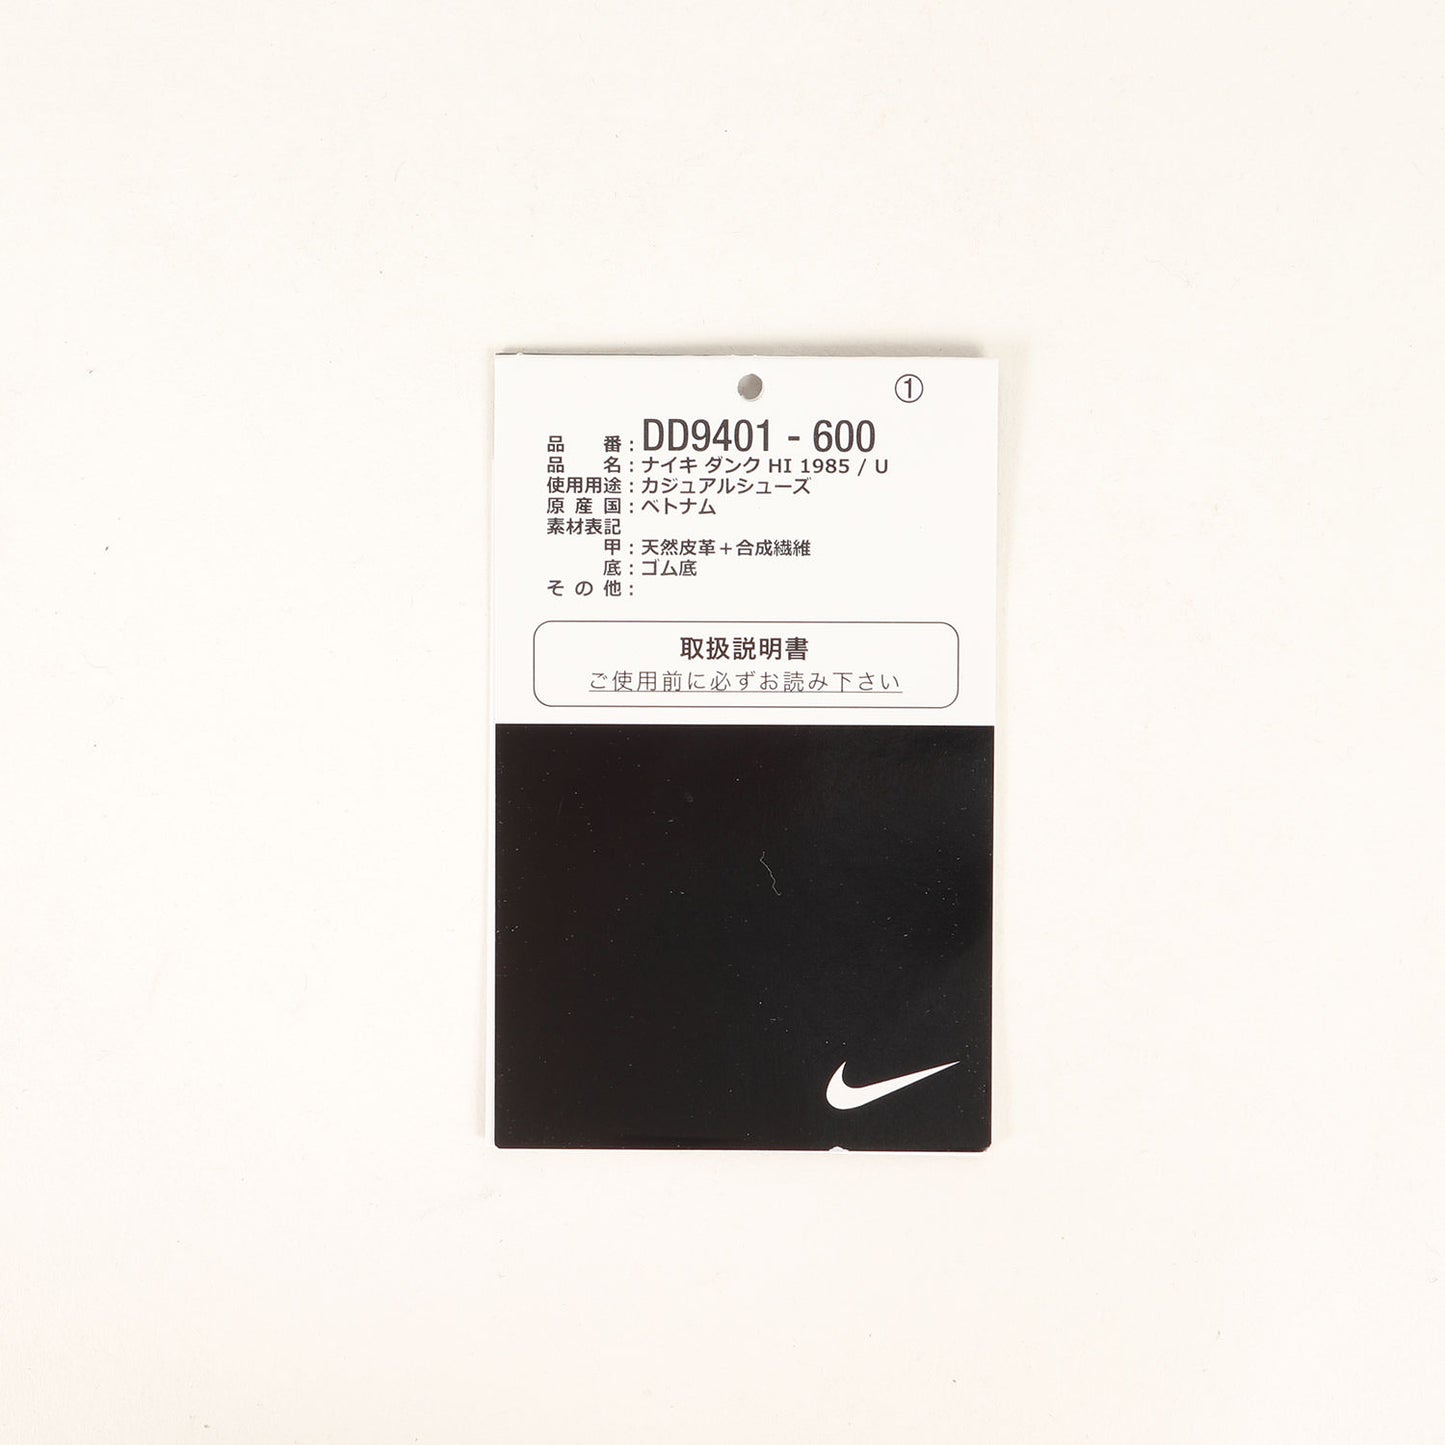 ①
品番：DD9401 - 600
品名：ナイキ ダンク HI 1985 / U
使用用途：カジュアルシューズ
原産国：ベトナム
素材表記
甲：天然皮革＋合成繊維
底：ゴム底
その他：
取扱説明書
ご使用前に必ずお読み下さい